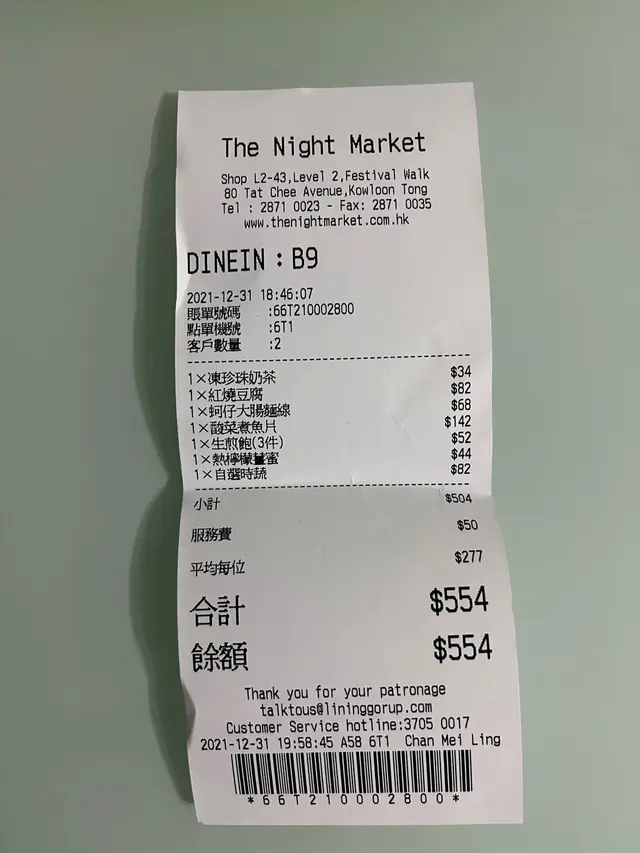 The Night Market
Shop L2-43,Level 2,Festival Walk
80 Tat Chee Avenue,Kowloon Tong
Tel : 2871 0023 - Fax: 2871 0035
www.thenightmarket.com.hk
DINEIN : B9
2021-12-31 18:46:07
賬單號碼 :66T210002800
點單機號 :6T1
客戶數量 :2
1×凍珍珠奶茶 $34
1×紅燒豆腐 $82
1×蚵仔大腸麵線 $68
1×酸菜煮魚片 $142
1×生煎飽(3件) $52
1×熱檸檬薑蜜 $44
1×自選時蔬 $82
小計 $504
服務費 $50
平均每位 $277
合計 $554
餘額 $554
Thank you for your patronage
talktous@lininggorup.com
Customer Service hotline:3705 0017
2021-12-31 19:58:45 A58 6T1 Chan Mei Ling
*66T210002800*